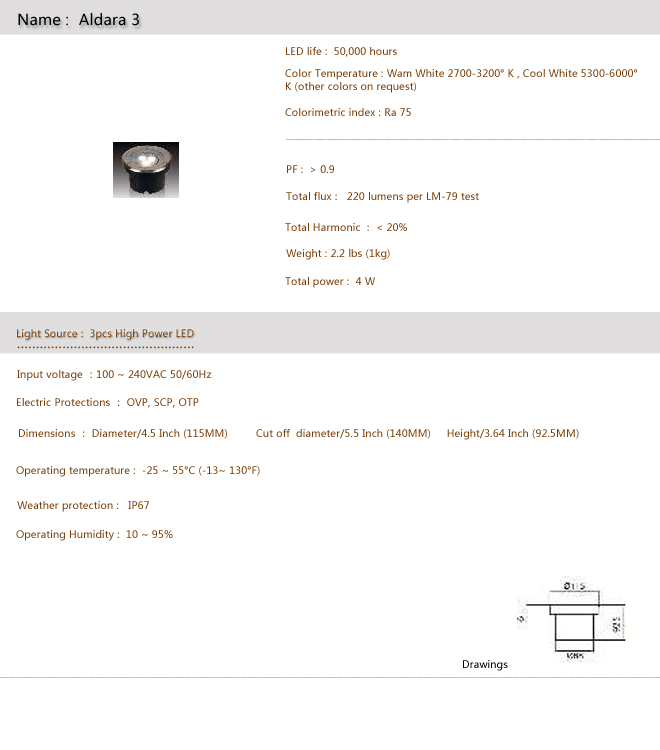 Name : Aldara 3
LED life : 50,000 hours
Color Temperature : Wam White 2700-3200° K , Cool White 5300-6000°
K (other colors on request)
Colorimetric index : Ra 75
PF : > 0.9
Total flux : 220 lumens per LM-79 test
Total Harmonic : < 20%
Weight : 2.2 lbs (1kg)
Total power : 4 W
Light Source : 3pcs High Power LED
Input voltage : 100 ~ 240VAC 50/60Hz
Electric Protections : OVP, SCP, OTP
Dimensions : Diameter/4.5 Inch (115MM) Cut off diameter/5.5 Inch (140MM) Height/3.64 Inch (92.5MM)
Operating temperature : -25 ~ 55°C (-13~ 130°F)
Weather protection : IP67
Operating Humidity : 10 ~ 95%
Ø115
92.5
Drawings